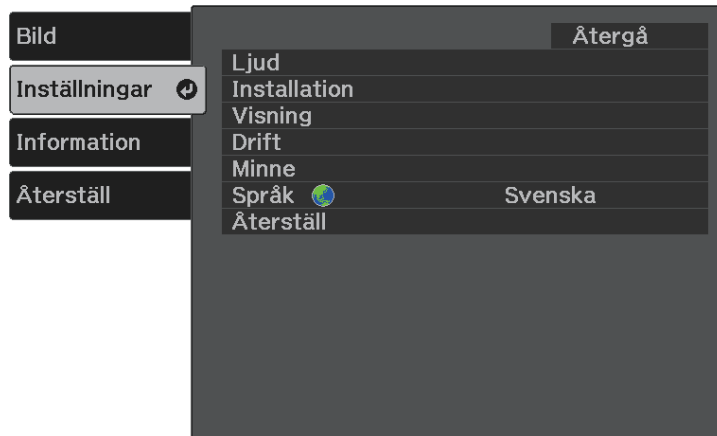 Bild
Inställningar
Information
Återställ
Återgå
Ljud
Installation
Visning
Drift
Minne
Språk Svenska
Återställ